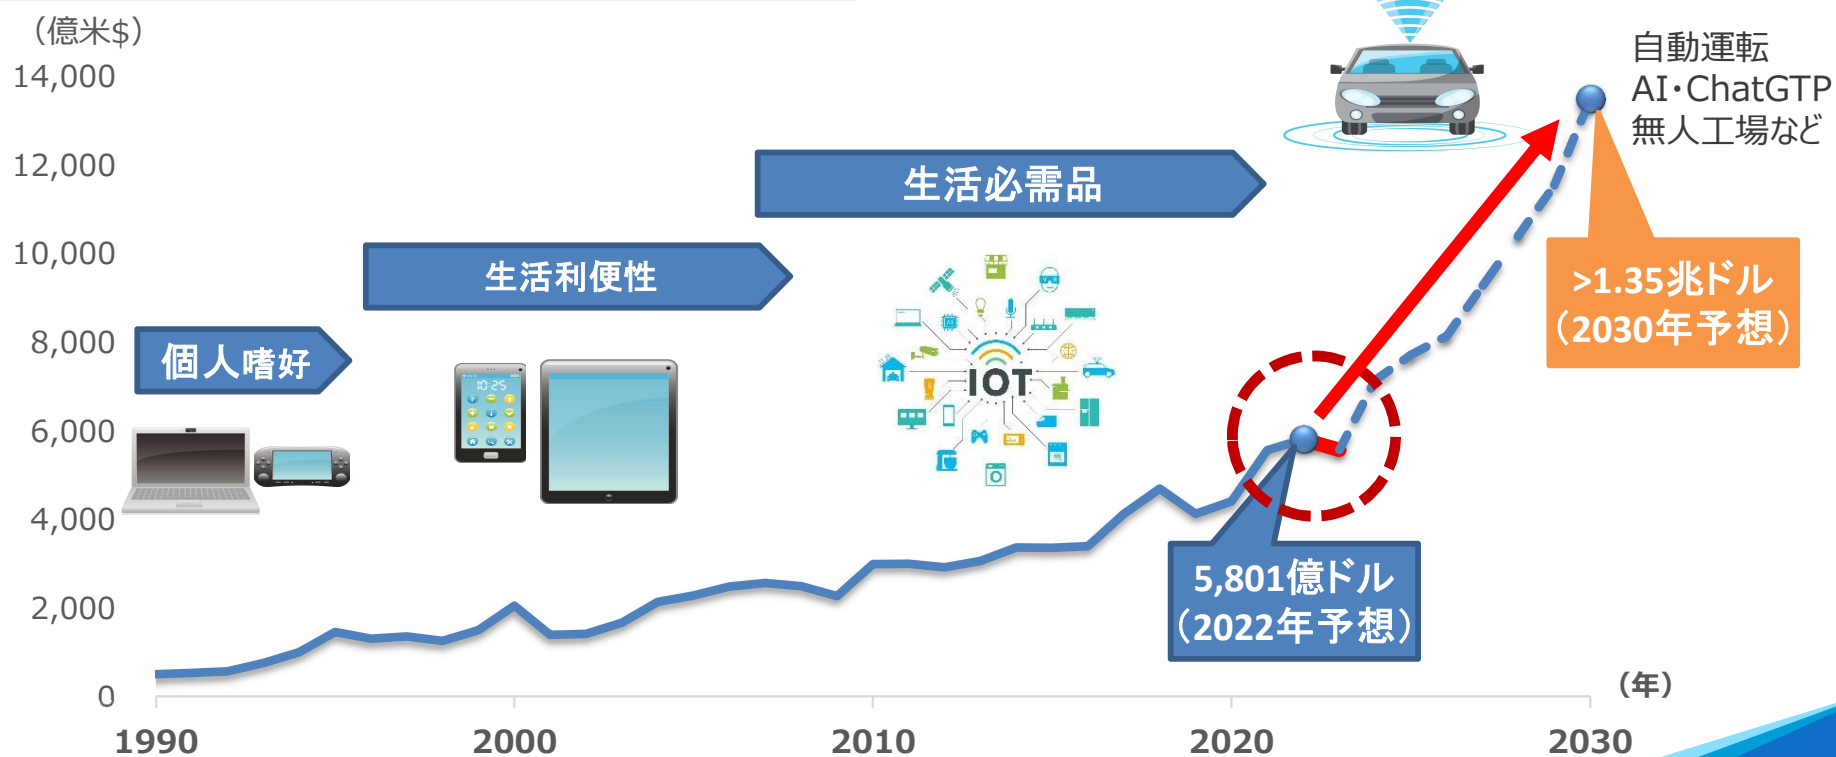 （億米$）
14,000
12,000
10,000
8,000
6,000
4,000
2,000
0
1990
2000
2010
2020
2030
（年）
個人嗜好
生活利便性
生活必需品
10:25
IOT
AI
自動運転
AI・ChatGTP
無人工場など
>1.35兆ドル
（2030年予想）
5,801億ドル
（2022年予想）